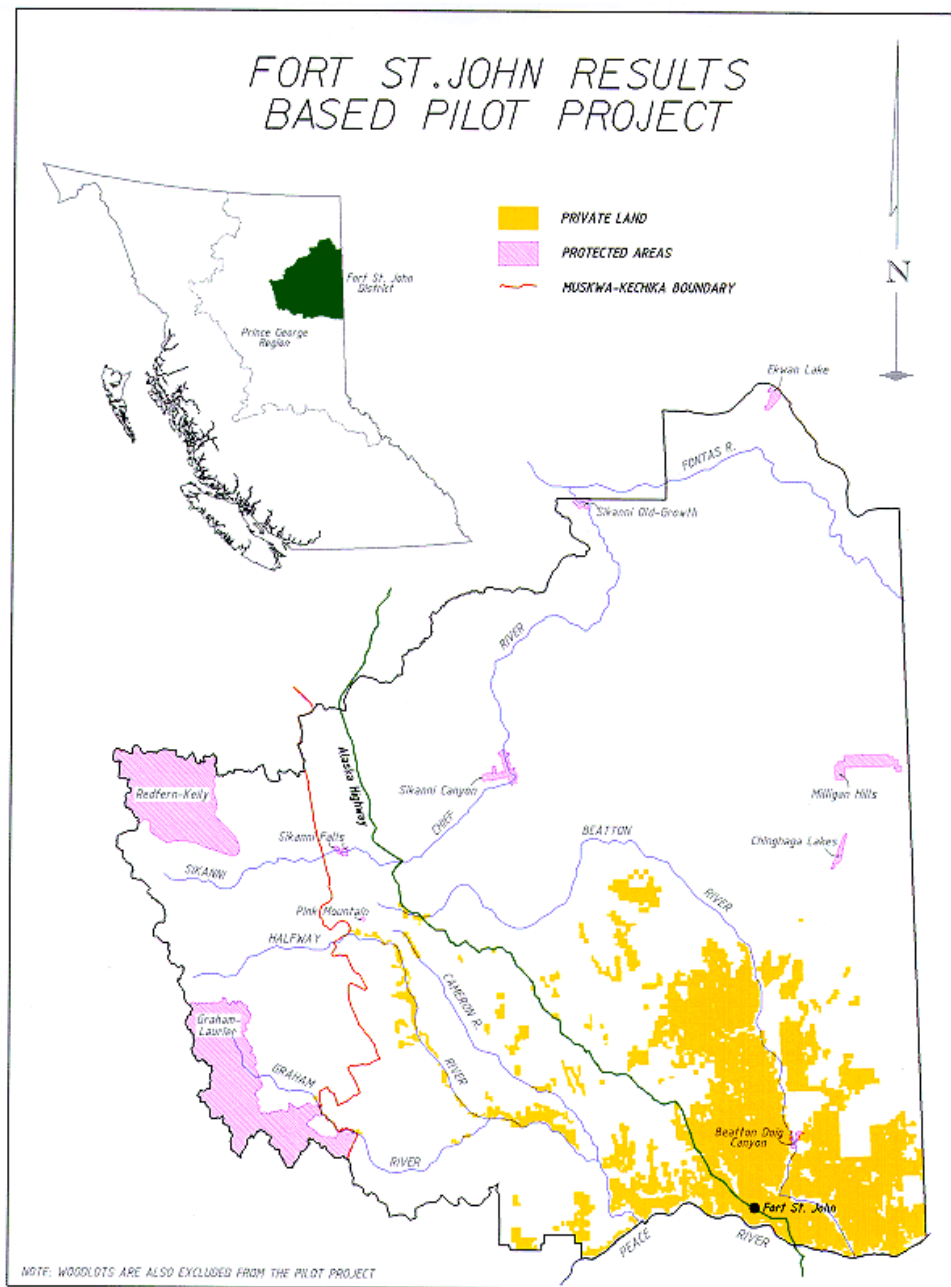 FORT ST.JOHN RESULTS
BASED PILOT PROJECT
PRIVATE LAND
PROTECTED AREAS
MUSKWA-KECHIKA BOUNDARY
N
Fort St. John
District
Prince George
Region
Ekwan Lake
FONTAS R.
Sikanni Old-Growth
RIVER
Alaska Highway
Redfern-Keily
Sikanni Canyon
CHIEF
Milligan Hills
Sikanni Falls
SIKANNI
BEATTON
Chinghaga Lakes
RIVER
Pink Mountain
HALFWAY
CAMERON R.
Graham-
Laurier
GRAHAM
RIVER
RIVER
Beatton Doig
Canyon
Fort St. John
PEACE
RIVER
NOTE: WOODLOTS ARE ALSO EXCLUDED FROM THE PILOT PROJECT